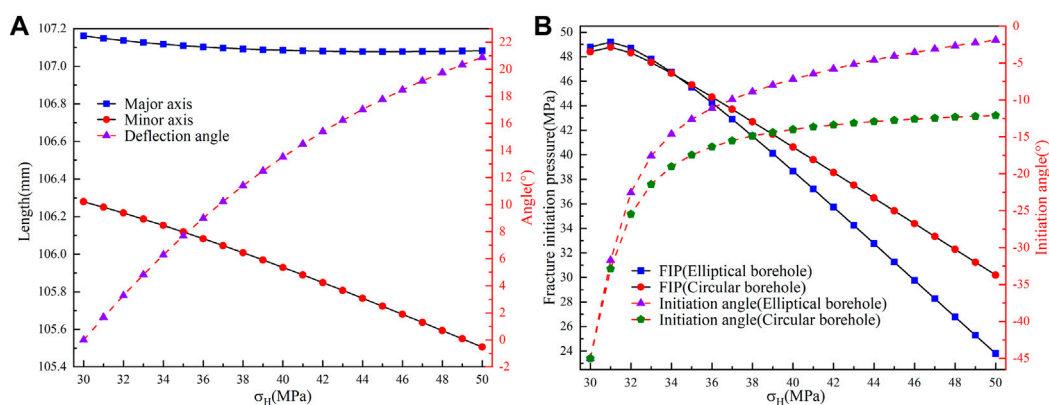 A
107.2
107.0
106.8
106.6
106.4
106.2
106.0
105.8
105.6
105.4
Length(mm)
Major axis
Minor axis
Deflection angle
22
20
18
16
14
12
10
8
6
4
2
0
-2
Angle(°)
30 32 34 36 38 40 42 44 46 48 50
σH(MPa)
B
50
48
46
44
42
40
38
36
34
32
30
28
26
24
Fracture initiation pressure(MPa)
FIP(Elliptical borehole)
FIP(Circular borehole)
Initiation angle(Elliptical borehole)
Initiation angle(Circular borehole)
0
-5
-10
-15
-20
-25
-30
-35
-40
-45
Initiation angle(°)
30 32 34 36 38 40 42 44 46 48 50
σH(MPa)